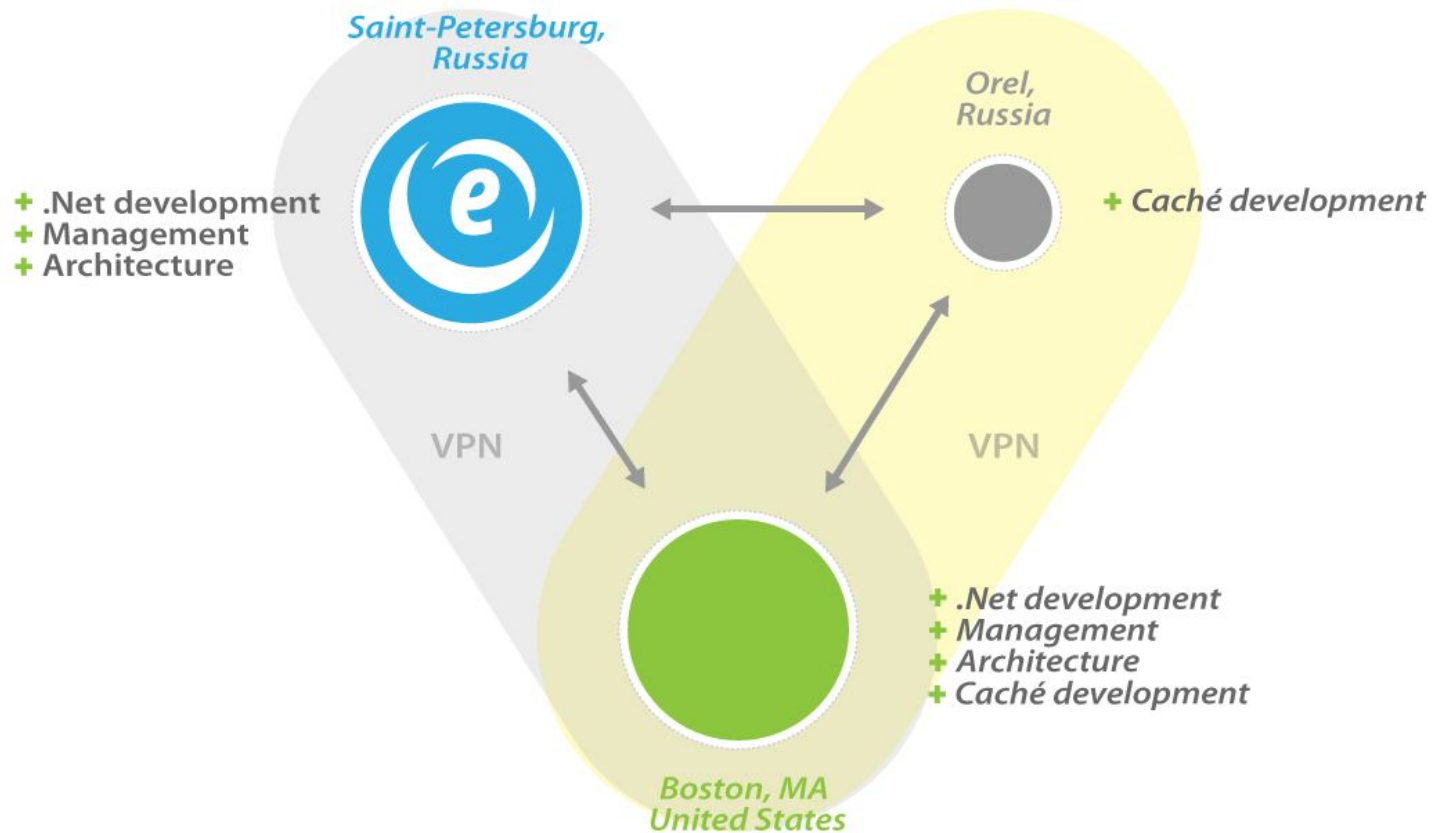 Saint-Petersburg,
Russia
Orel,
Russia
e
+ .Net development
+ Management
+ Architecture
+ Caché development
VPN
VPN
+ .Net development
+ Management
+ Architecture
+ Caché development
Boston, MA
United States